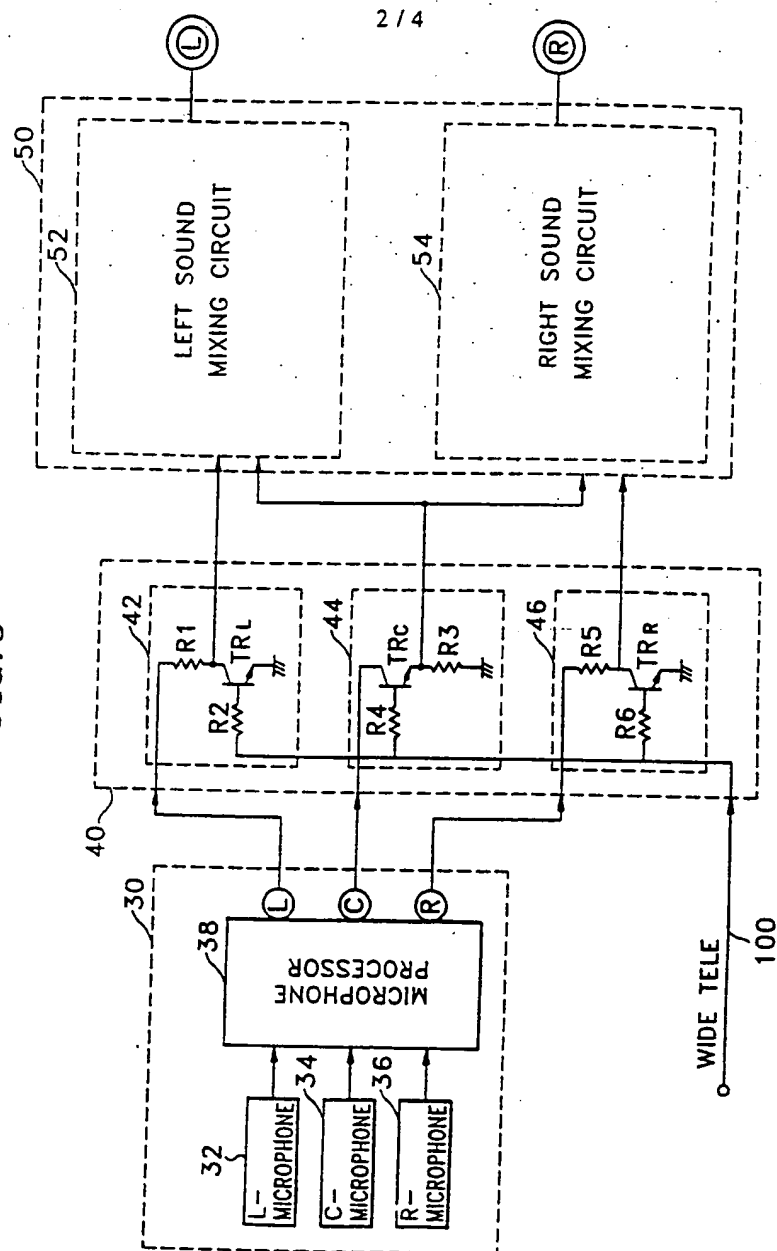 2 / 4
30
32
L-
MICROPHONE
34
C-
MICROPHONE
36
R-
MICROPHONE
38
MICROPHONE
PROCESSOR
L
C
R
40
42
R1
R2
TRL
44
TRC
R4
R3
46
R5
R6
TRR
WIDE TELE
100
50
52
LEFT SOUND
MIXING CIRCUIT
54
RIGHT SOUND
MIXING CIRCUIT
L
R